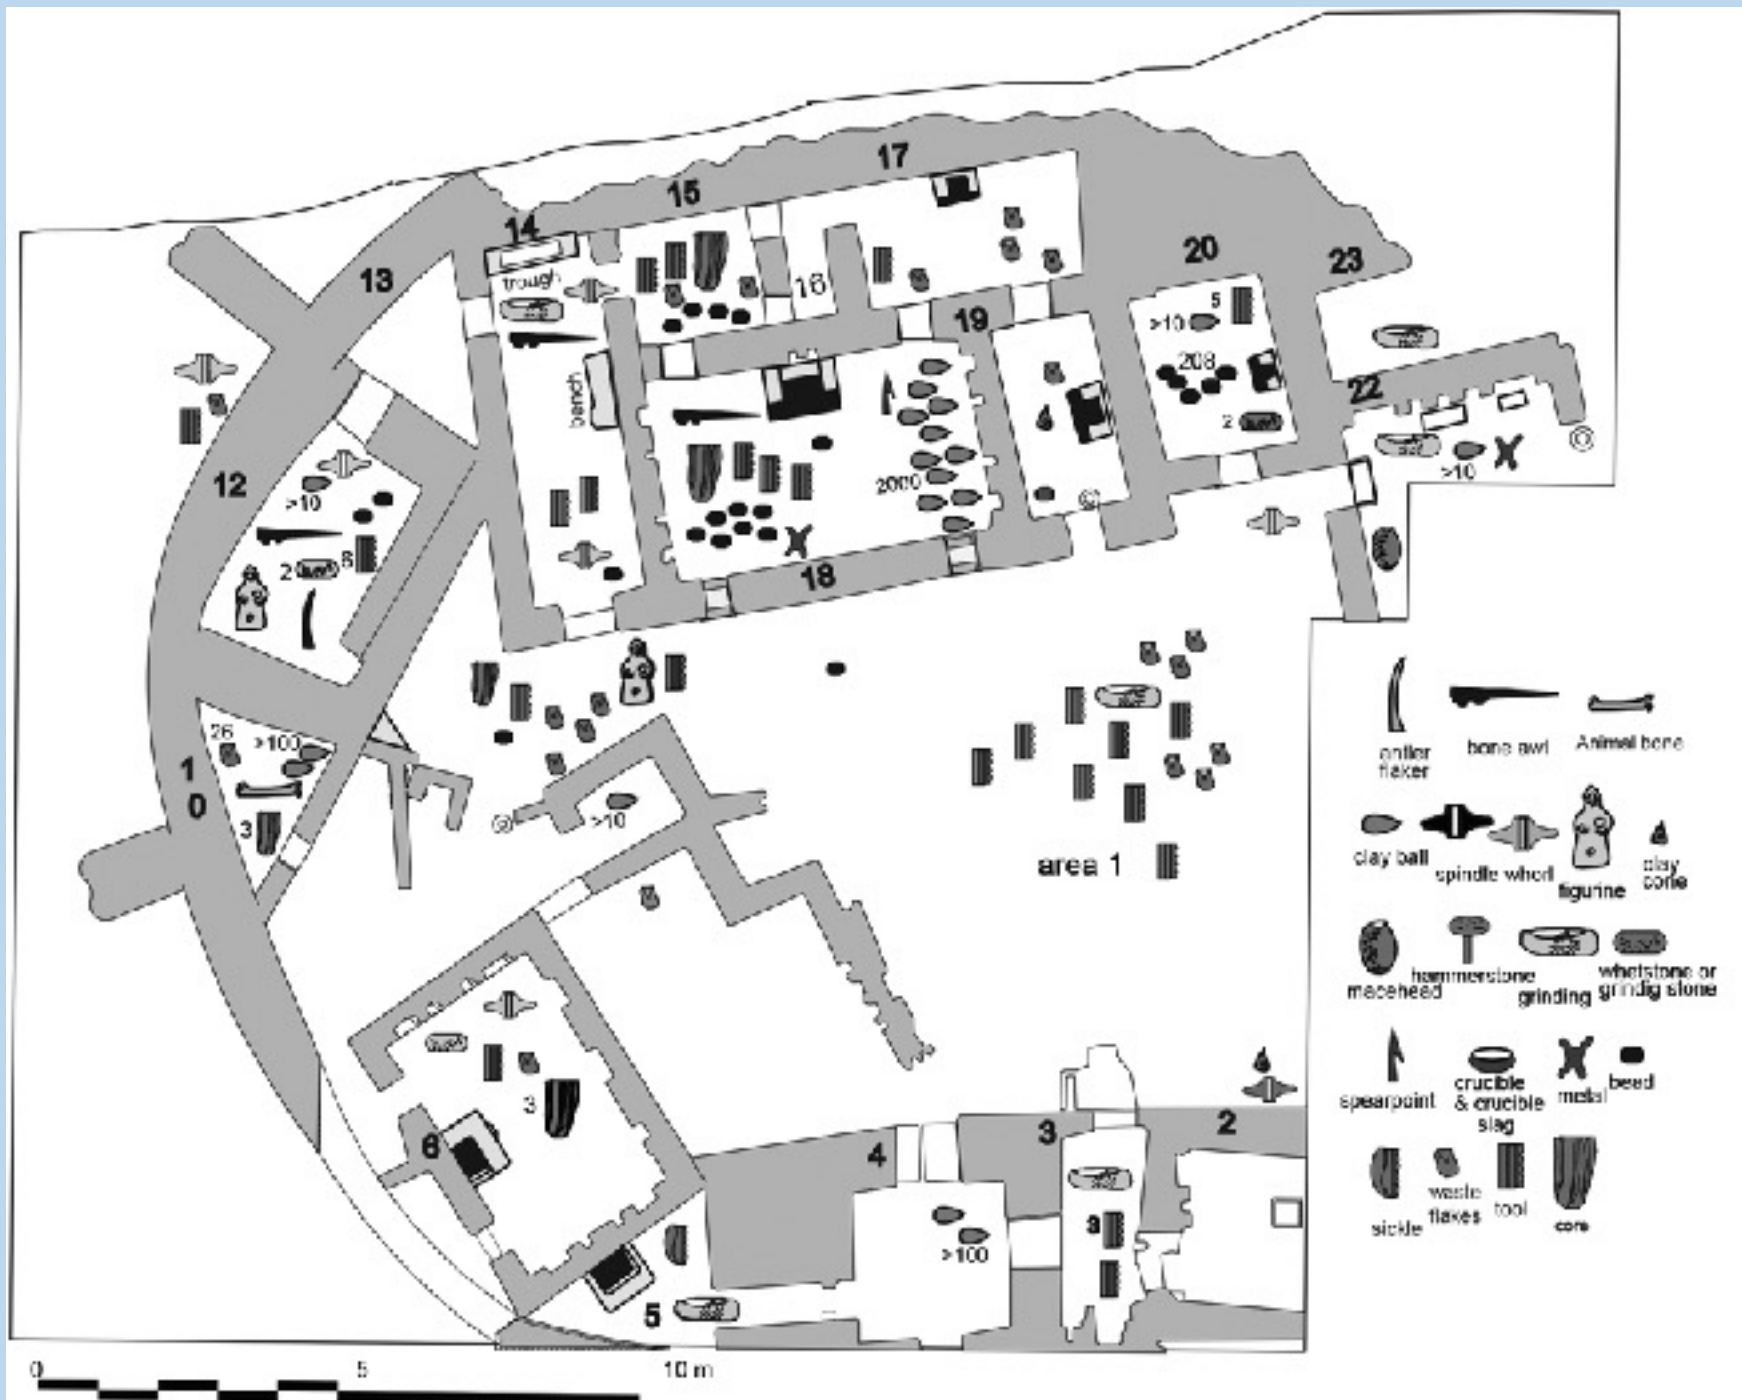 17
15
14
20
23
13
trough
16
19
5
>10
208
22
bench
2
>10
12
2000
>10
2
8
18
26
>100
1
0
3
>10
area 1
3
6
4
3
2
>100
8
5
antler
flaker
bone awl
Animal bone
clay ball
spindle whorl
figurine
clay
cone
macehead
hammerstone
grinding
whetstone or
grindig stone
spearpoint
crucible
& crucible
slag
metal
bead
sickle
waste
flakes
tool
core
0
5
10 m